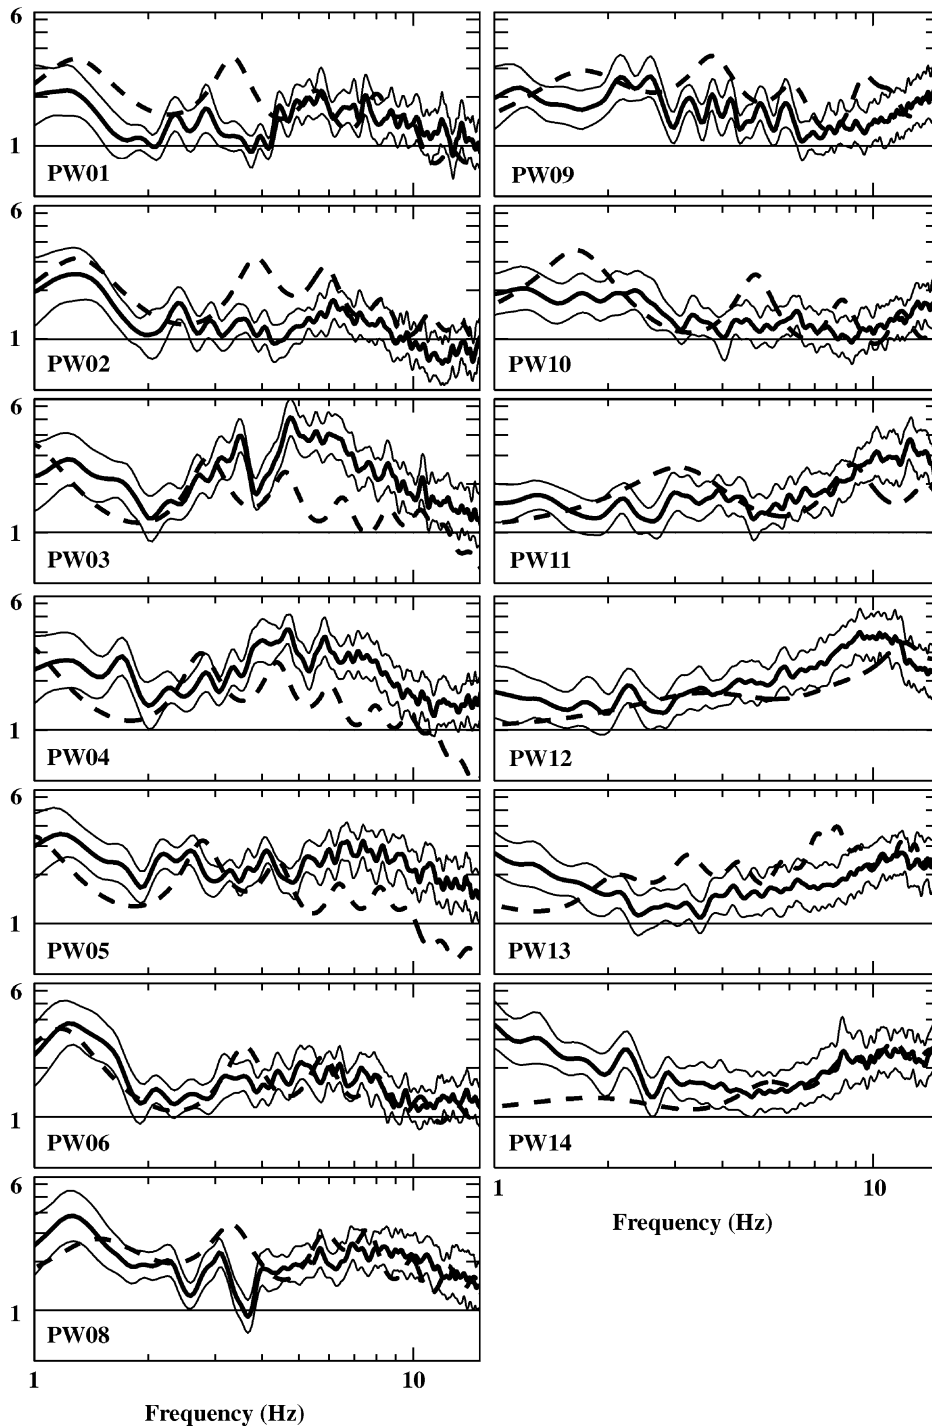 6
1
PW01
PW09
6
1
PW02
PW10
6
1
PW03
PW11
6
1
PW04
PW12
6
1
PW05
PW13
6
1
PW06
PW14
1 10
Frequency (Hz)
6
1
PW08
1 10
Frequency (Hz)